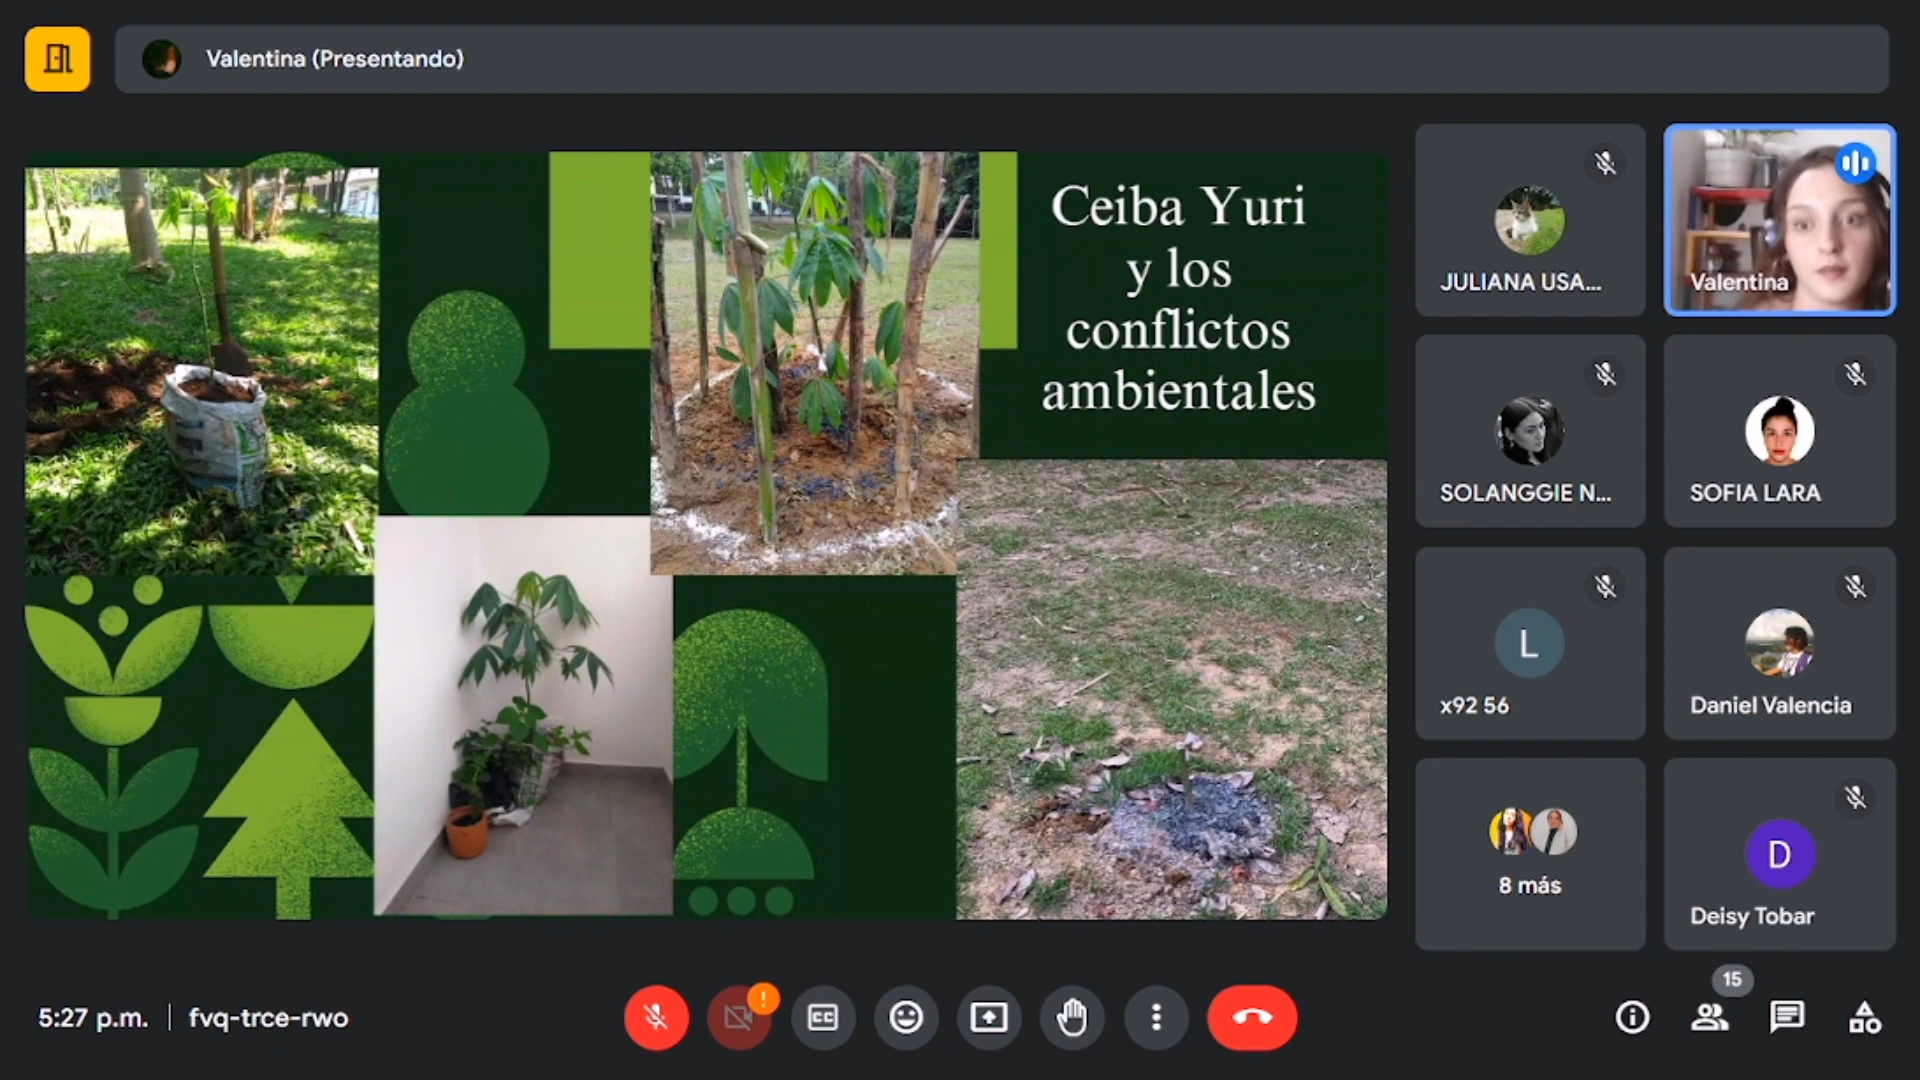 Valentina (Presentando)
Ceiba Yuri
y los
conflictos
ambientales
JULIANA USA...
Valentina
SOLANGGIE N...
SOFIA LARA
L
x92 56
Daniel Valencia
8 más
D
Deisy Tobar
5:27 p.m.
fvq-trce-rwo
!
CC
15